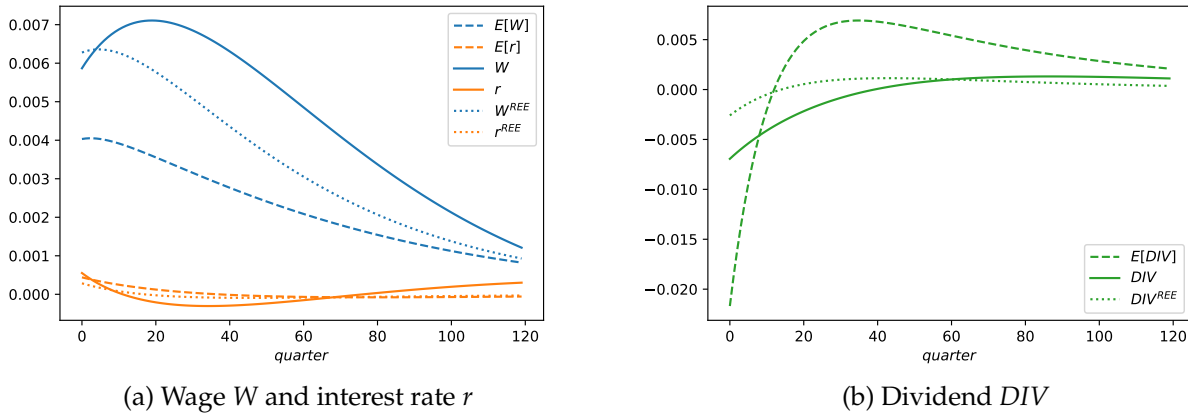 0.007
0.006
0.005
0.004
0.003
0.002
0.001
0.000
E[W]
E[r]
W
r
W^{REE}
r^{REE}
0 20 40 60 80 100 120
quarter
(a) Wage W and interest rate r
0.005
0.000
−0.005
−0.010
−0.015
−0.020
E[DIV]
DIV
DIV^{REE}
0 20 40 60 80 100 120
quarter
(b) Dividend DIV